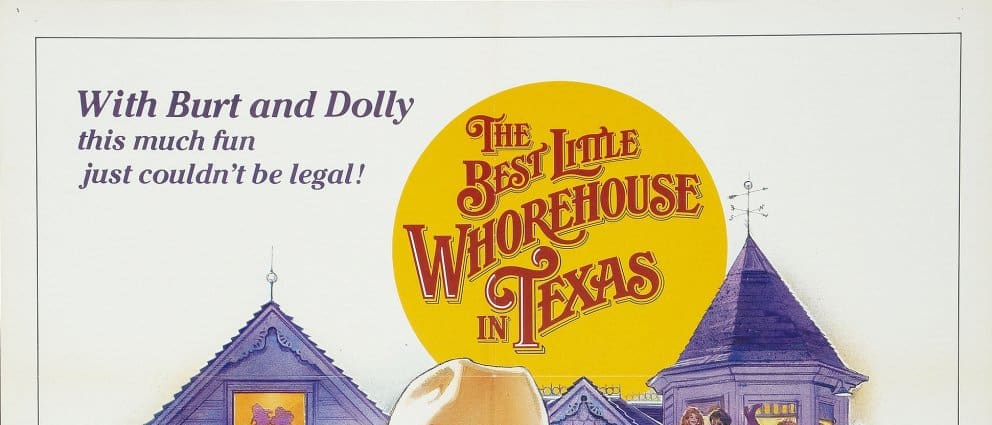 With Burt and Dolly
this much fun
just couldn't be legal!
THE
BEST LITTLE
WHOREHOUSE
IN TEXAS